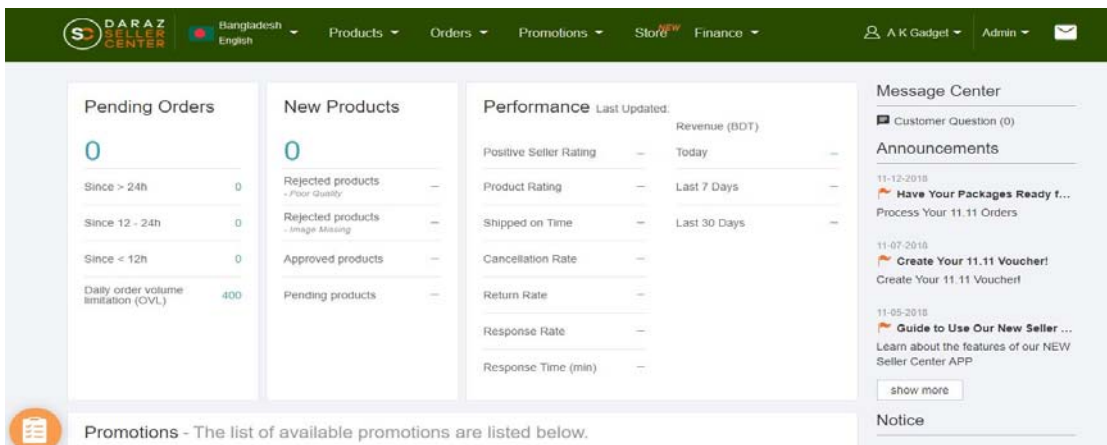 DARAZ
SELLER
CENTER
SC
Bangladesh
English
Products
Orders
Promotions
Store
NEW
Finance
A K Gadget
Admin
Pending Orders
0
Since > 24h 0
Since 12 - 24h 0
Since < 12h 0
Daily order volume
limitation (OVL) 400
New Products
0
Rejected products –
- Poor Quality
Rejected products –
- Image Missing
Approved products –
Pending products –
Performance Last Updated:
Revenue (BDT)
Positive Seller Rating – Today –
Product Rating – Last 7 Days –
Shipped on Time – Last 30 Days –
Cancellation Rate –
Return Rate –
Response Rate –
Response Time (min) –
Message Center
Customer Question (0)
Announcements
11-12-2018
Have Your Packages Ready f...
Process Your 11.11 Orders
11-07-2018
Create Your 11.11 Voucher!
Create Your 11.11 Voucher!
11-05-2018
Guide to Use Our New Seller ...
Learn about the features of our NEW
Seller Center APP
show more
Notice
Promotions - The list of available promotions are listed below.